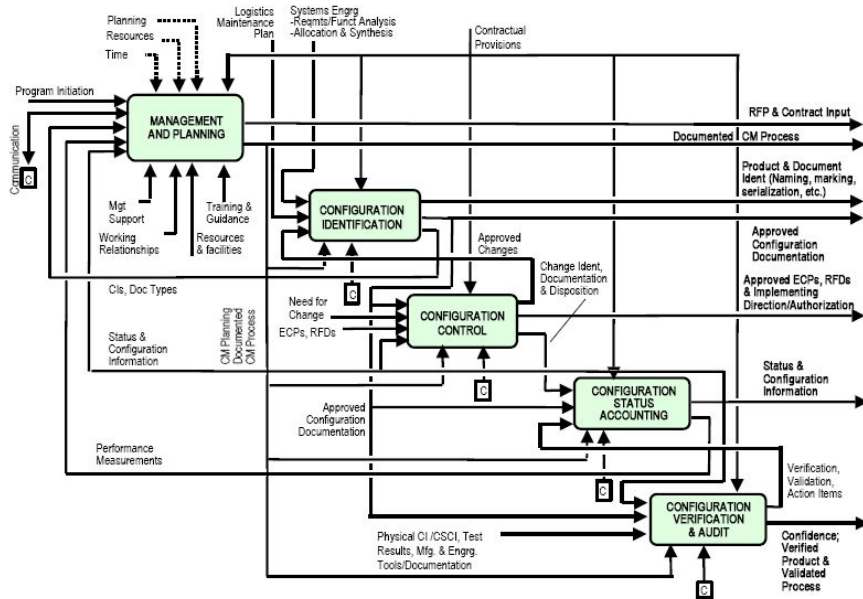 Planning
Resources
Time
Logistics
Maintenance
Plan
Systems Engrg
-Reqmts/Funct Analysis
-Allocation & Synthesis
Contractual
Provisions
Program Initiation
MANAGEMENT
AND PLANNING
RFP & Contract Input
Documented CM Process
Communication
C
Mgt
Support
Working
Relationships
Training &
Guidance
Resources
& facilities
CONFIGURATION
IDENTIFICATION
Product & Document
Ident (Naming, marking,
serialization, etc.)
Approved
Configuration
Documentation
Approved
Changes
C
CIs, Doc Types
Change Ident,
Documentation
& Disposition
Need for
Change
ECPs, RFDs
CONFIGURATION
CONTROL
Approved ECPs, RFDs
& Implementing
Direction/Authorization
Status &
Configuration
Information
CM Planning
Documented
CM Process
C
Approved
Configuration
Documentation
CONFIGURATION
STATUS
ACCOUNTING
Status &
Configuration
Information
Performance
Measurements
C
Verification,
Validation,
Action Items
Physical CI /CSCI, Test
Results, Mfg. & Engrg.
Tools/Documentation
CONFIGURATION
VERIFICATION
& AUDIT
Confidence;
Verified
Product &
Validated
Process
C